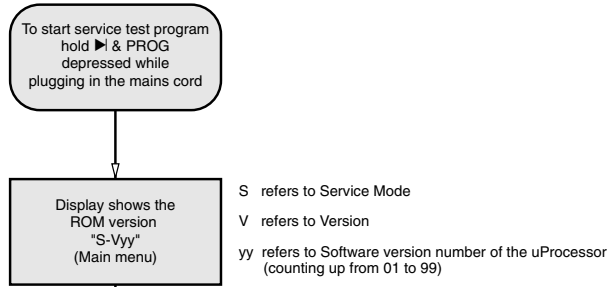 To start service test program
hold ▶| & PROG
depressed while
plugging in the mains cord
Display shows the
ROM version
"S-Vyy"
(Main menu)
S refers to Service Mode
V refers to Version
yy refers to Software version number of the uProcessor
(counting up from 01 to 99)